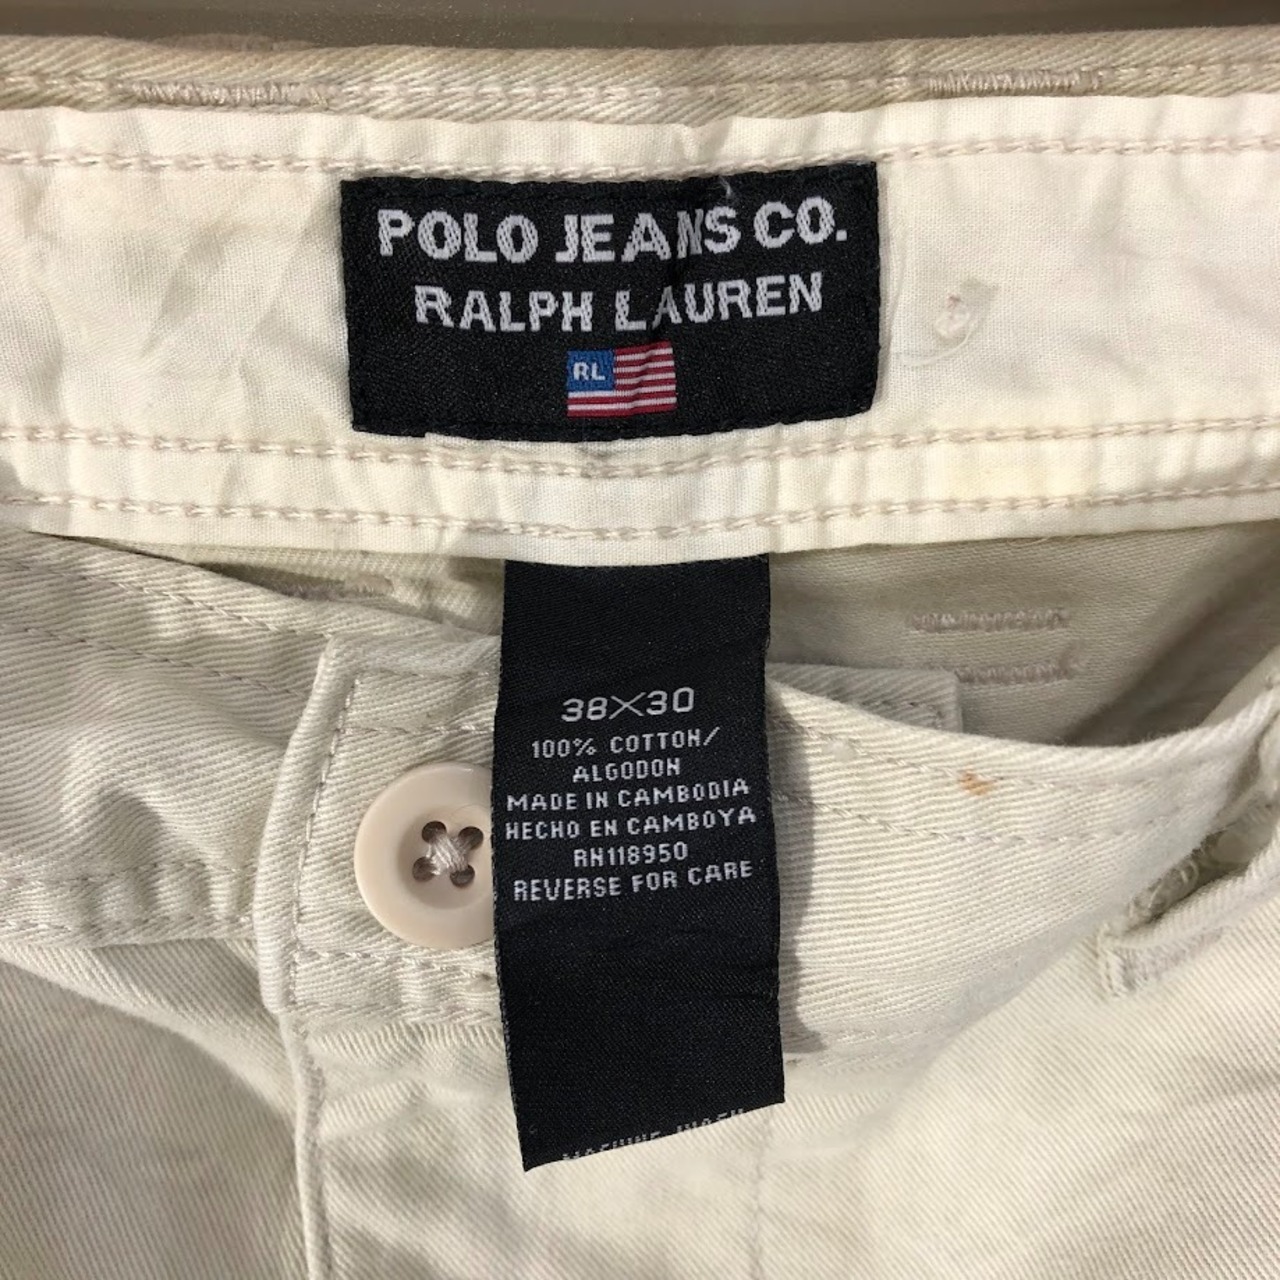 POLO JEANS CO.
RALPH LAUREN
RL
38X30
100% COTTON/
ALGODON
MADE IN CAMBODIA
HECHO EN CAMBOYA
RN118950
REVERSE FOR CARE